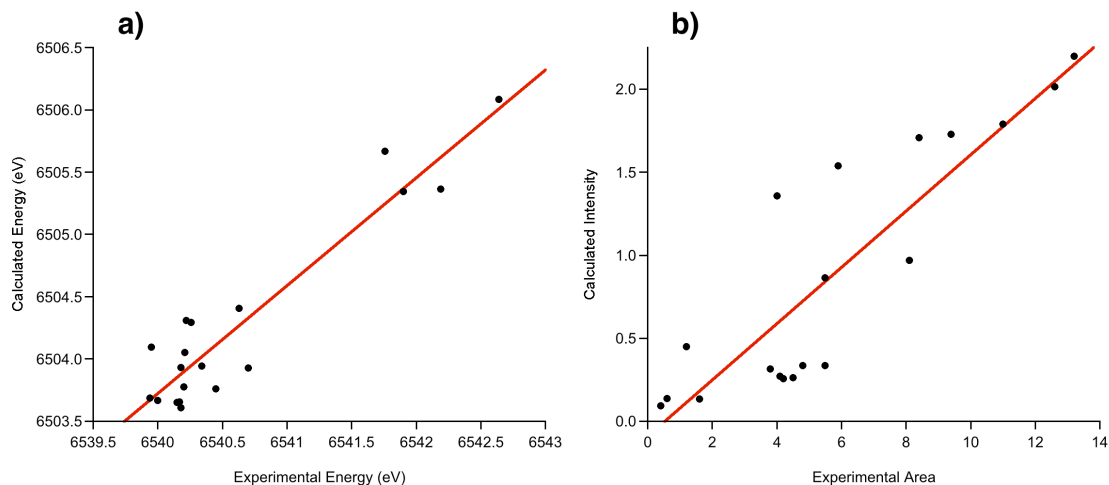 a)
6506.5
6506.0
6505.5
6505.0
6504.5
6504.0
6503.5
Calculated Energy (eV)
6539.5 6540 6540.5 6541 6541.5 6542 6542.5 6543
Experimental Energy (eV)
b)
2.0
1.5
1.0
0.5
0.0
Calculated Intensity
0 2 4 6 8 10 12 14
Experimental Area